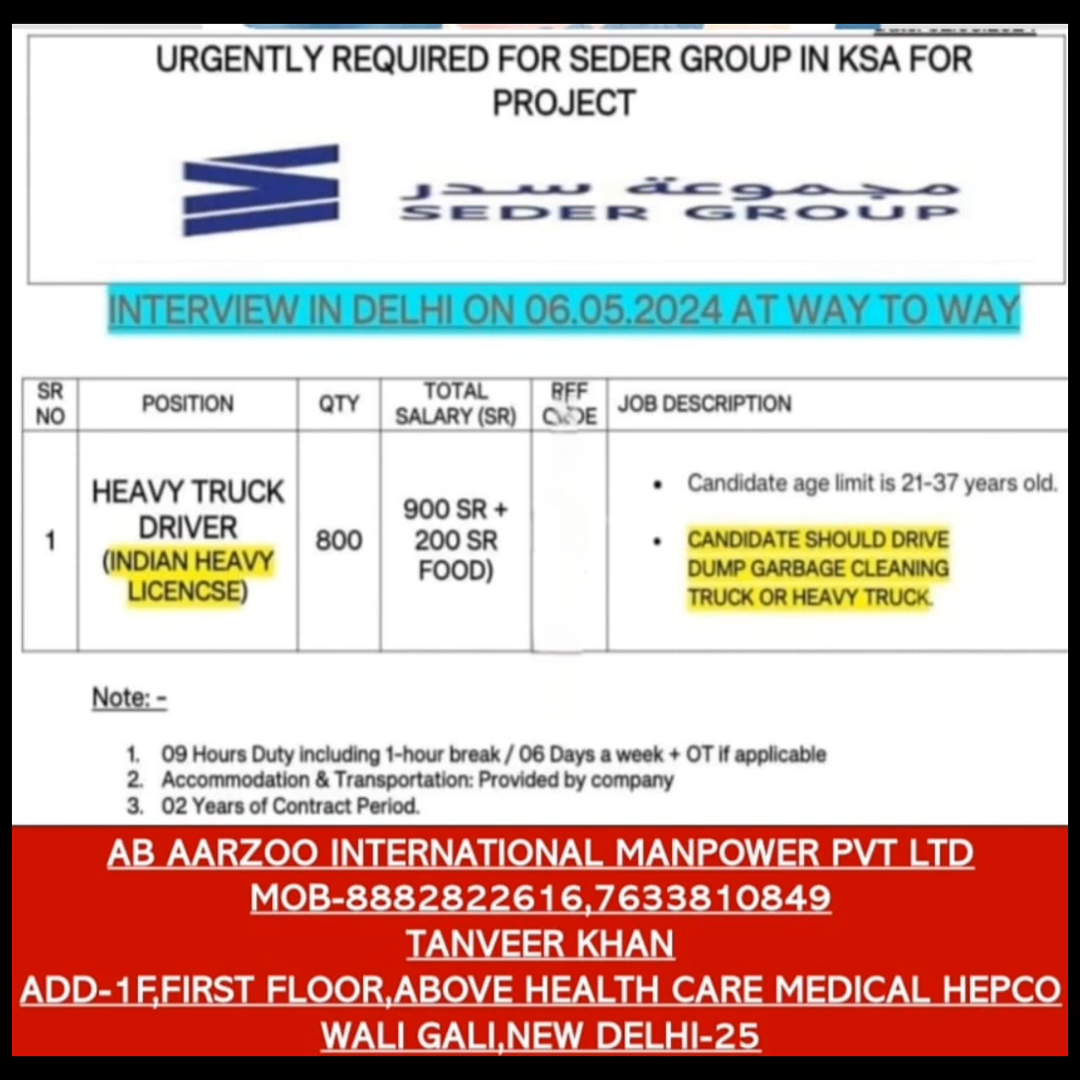 URGENTLY REQUIRED FOR SEDER GROUP IN KSA FOR
PROJECT
مجموعة سدر
SEDER GROUP
INTERVIEW IN DELHI ON 06.05.2024 AT WAY TO WAY
SR
NO
POSITION
QTY
TOTAL
SALARY (SR)
JOB DESCRIPTION
1
HEAVY TRUCK
DRIVER
(INDIAN HEAVY
LICENCSE)
800
900 SR +
200 SR
FOOD)
• Candidate age limit is 21-37 years old.
• CANDIDATE SHOULD DRIVE
DUMP GARBAGE CLEANING
TRUCK OR HEAVY TRUCK.
Note: -
1. 09 Hours Duty including 1-hour break / 06 Days a week + OT if applicable
2. Accommodation & Transportation: Provided by company
3. 02 Years of Contract Period.
AB AARZOO INTERNATIONAL MANPOWER PVT LTD
MOB-8882822616,7633810849
TANVEER KHAN
ADD-1F,FIRST FLOOR,ABOVE HEALTH CARE MEDICAL HEPCO
WALI GALI,NEW DELHI-25